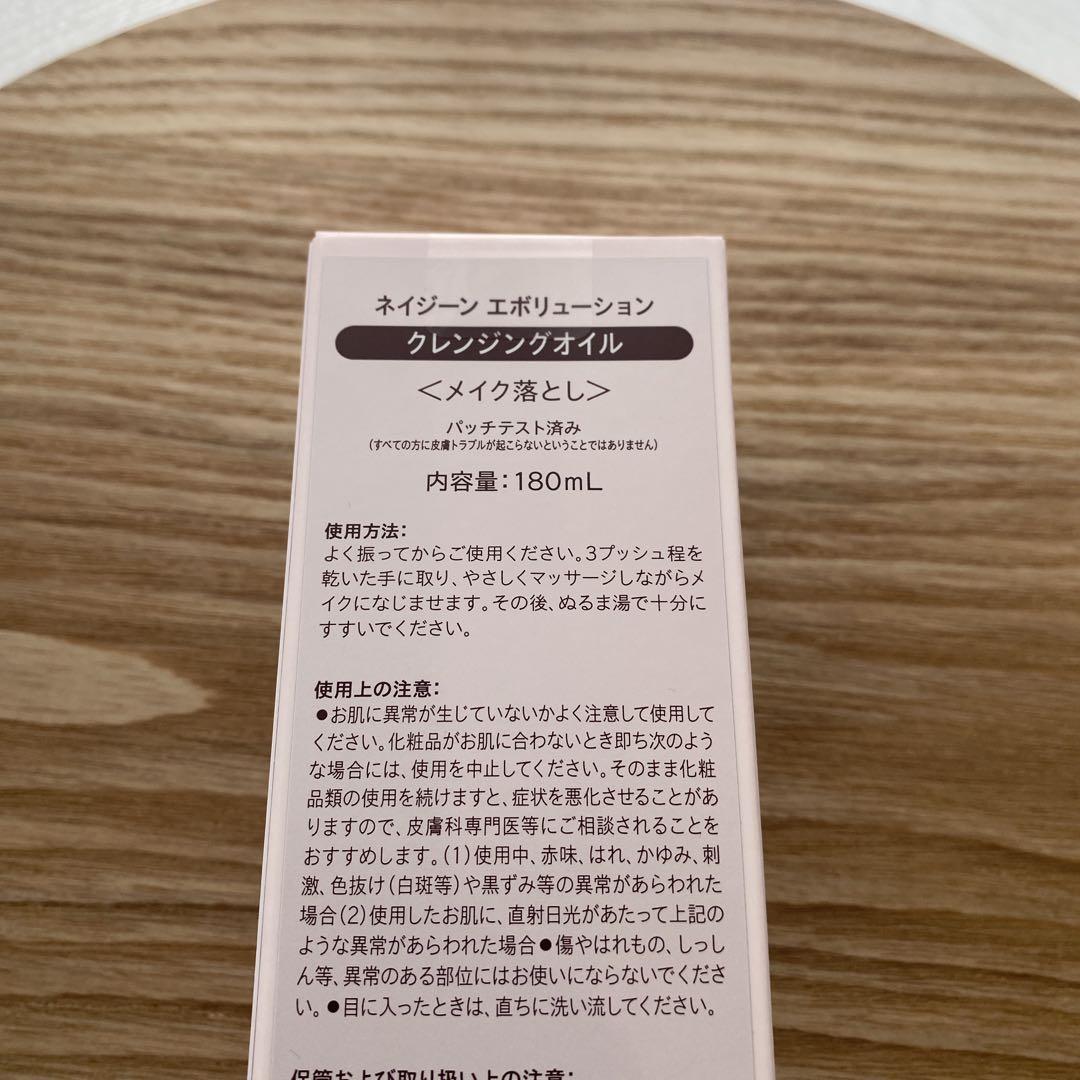 ネイジーン エボリューション
クレンジングオイル
＜メイク落とし＞
パッチテスト済み
（すべての方に皮膚トラブルが起こらないということではありません）
内容量：180mL
使用方法：
よく振ってからご使用ください。3プッシュ程を
乾いた手に取り、やさしくマッサージしながらメ
イクになじませます。その後、ぬるま湯で十分に
すすいでください。
使用上の注意：
●お肌に異常が生じていないかよく注意して使用して
ください。化粧品がお肌に合わないとき即ち次のよう
な場合には、使用を中止してください。そのまま化粧
品類の使用を続けますと、症状を悪化させることがあ
りますので、皮膚科専門医等にご相談されることを
おすすめします。（1）使用中、赤味、はれ、かゆみ、刺
激、色抜け（白斑等）や黒ずみ等の異常があらわれた
場合（2）使用したお肌に、直射日光があたって上記の
ような異常があらわれた場合●傷やはれもの、しっし
ん等、異常のある部位にはお使いにならないでくださ
い。●目に入ったときは、直ちに洗い流してください。
保管および取り扱い上の注意：